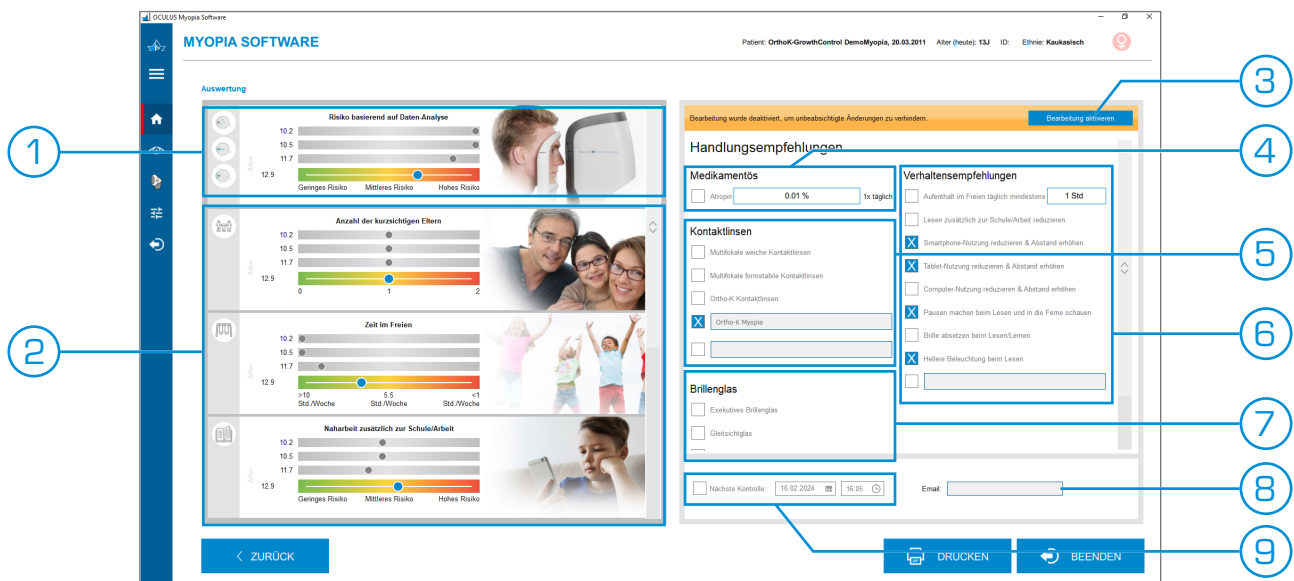 OCULUS Myopia Software
MYOPIA SOFTWARE
Patient: OrthoK-GrowthControl DemoMyopia, 20.03.2011 Alter (heute): 13J ID: Ethnie: Kaukasisch
Auswertung
1
Risiko basierend auf Daten-Analyse
Alter
10.2
10.5
11.7
12.9
Geringes Risiko Mittleres Risiko Hohes Risiko
2
Anzahl der kurzsichtigen Eltern
Alter
10.2
10.5
11.7
12.9
0 1 2
Zeit im Freien
Alter
10.2
10.5
11.7
12.9
>10 5.5 <1
Std./Woche Std./Woche Std./Woche
Naharbeit zusätzlich zur Schule/Arbeit
Alter
10.2
10.5
11.7
12.9
Geringes Risiko Mittleres Risiko Hohes Risiko
< ZURÜCK
3
Bearbeitung wurde deaktiviert, um unbeabsichtigte Änderungen zu verhindern. Bearbeitung aktivieren
Handlungsempfehlungen
4
Medikamentös
Atropin 0.01 % 1x täglich
5
Kontaktlinsen
Multifokale weiche Kontaktlinsen
Multifokale formstabile Kontaktlinsen
Ortho-K Kontaktlinsen
X Ortho-K Myopia
6
Verhaltensempfehlungen
Aufenthalt im Freien täglich mindestens 1 Std
Lesen zusätzlich zur Schule/Arbeit reduzieren
X Smartphone-Nutzung reduzieren & Abstand erhöhen
X Tablet-Nutzung reduzieren & Abstand erhöhen
Computer-Nutzung reduzieren & Abstand erhöhen
X Pausen machen beim Lesen und in die Ferne schauen
Brille absetzen beim Lesen/Lernen
X Hellere Beleuchtung beim Lesen
7
Brillenglas
Exekutives Brillenglas
Gleitsichtglas
8
Email:
9
Nächste Kontrolle: 16.02.2024 16:05
DRUCKEN
BEENDEN